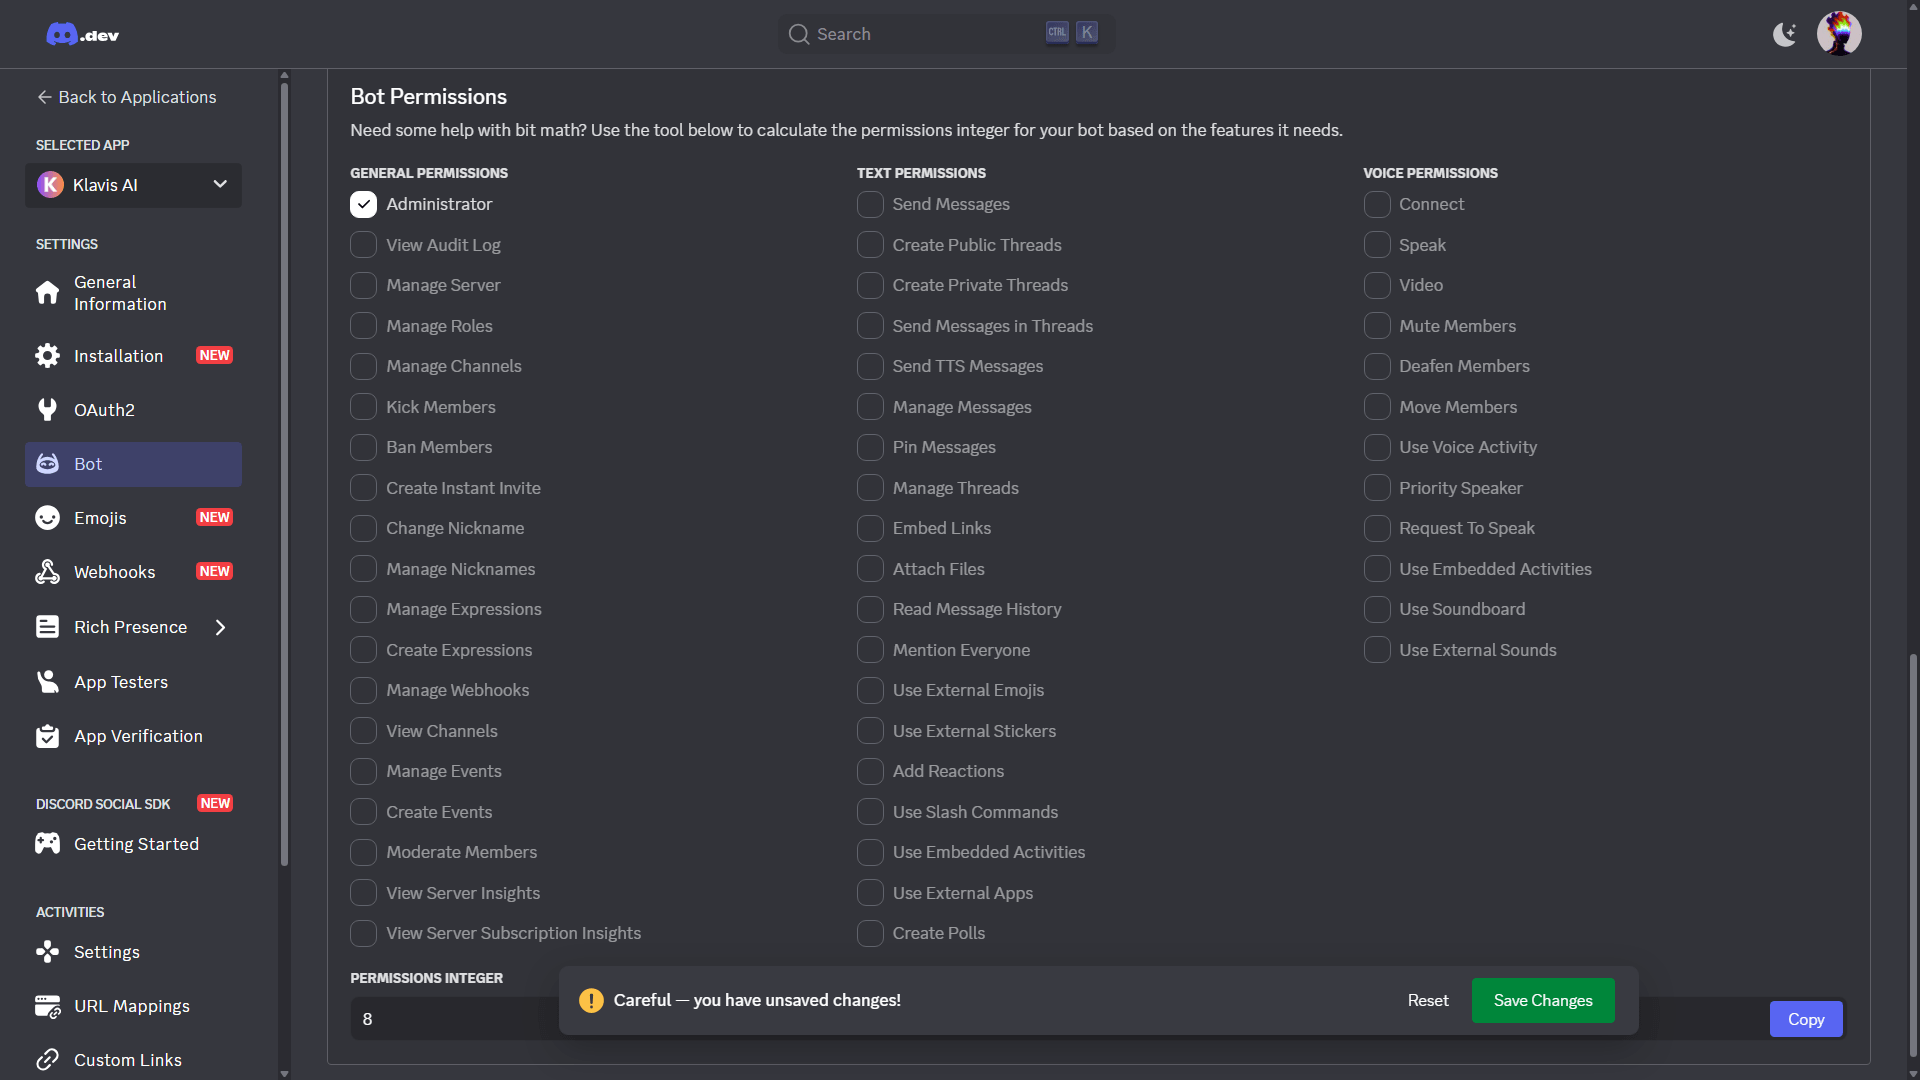 .dev
Search
CTRL K
Back to Applications
SELECTED APP
K Klavis AI
SETTINGS
General
Information
Installation NEW
OAuth2
Bot
Emojis NEW
Webhooks NEW
Rich Presence
App Testers
App Verification
DISCORD SOCIAL SDK NEW
Getting Started
ACTIVITIES
Settings
URL Mappings
Custom Links
Bot Permissions
Need some help with bit math? Use the tool below to calculate the permissions integer for your bot based on the features it needs.
GENERAL PERMISSIONS
Administrator
View Audit Log
Manage Server
Manage Roles
Manage Channels
Kick Members
Ban Members
Create Instant Invite
Change Nickname
Manage Nicknames
Manage Expressions
Create Expressions
Manage Webhooks
View Channels
Manage Events
Create Events
Moderate Members
View Server Insights
View Server Subscription Insights
TEXT PERMISSIONS
Send Messages
Create Public Threads
Create Private Threads
Send Messages in Threads
Send TTS Messages
Manage Messages
Pin Messages
Manage Threads
Embed Links
Attach Files
Read Message History
Mention Everyone
Use External Emojis
Use External Stickers
Add Reactions
Use Slash Commands
Use Embedded Activities
Use External Apps
Create Polls
VOICE PERMISSIONS
Connect
Speak
Video
Mute Members
Deafen Members
Move Members
Use Voice Activity
Priority Speaker
Request To Speak
Use Embedded Activities
Use Soundboard
Use External Sounds
PERMISSIONS INTEGER
8
Copy
Careful — you have unsaved changes!
Reset
Save Changes